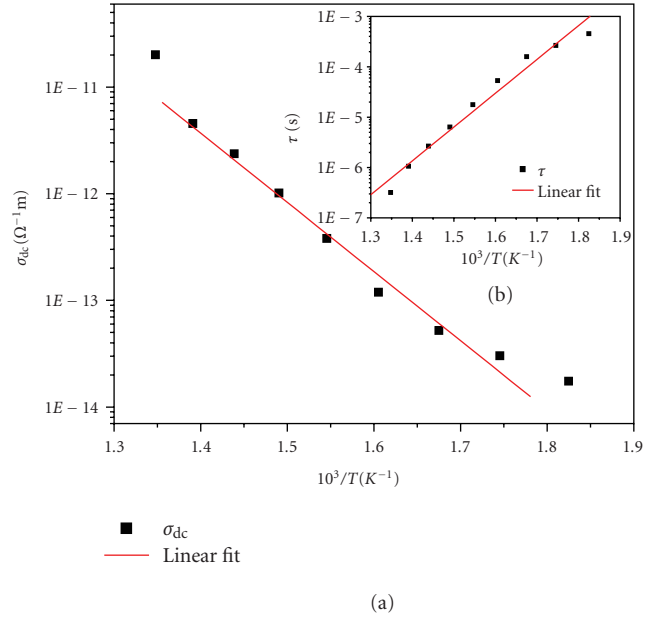 1E − 11
1E − 12
1E − 13
1E − 14
σdc(Ω−1m)
1.3 1.4 1.5 1.6 1.7 1.8 1.9
10³/T(K−1)
1E − 3
1E − 4
1E − 5
1E − 6
1E − 7
τ (s)
τ
Linear fit
1.3 1.4 1.5 1.6 1.7 1.8 1.9
10³/T(K−1)
(b)
σdc
Linear fit
(a)